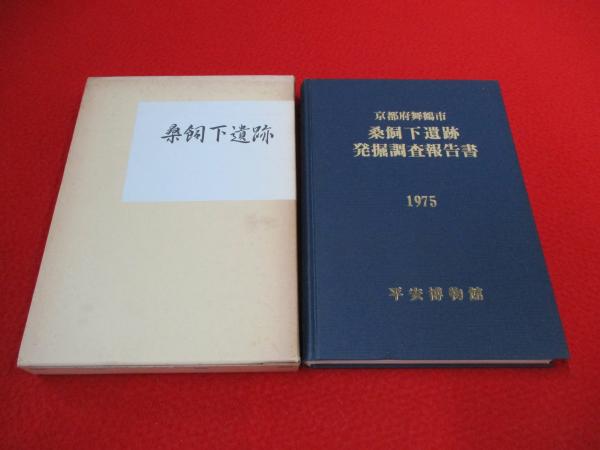 桑飼下遺跡
京都府舞鶴市
桑飼下遺跡
発掘調査報告書
1975
平安博物館